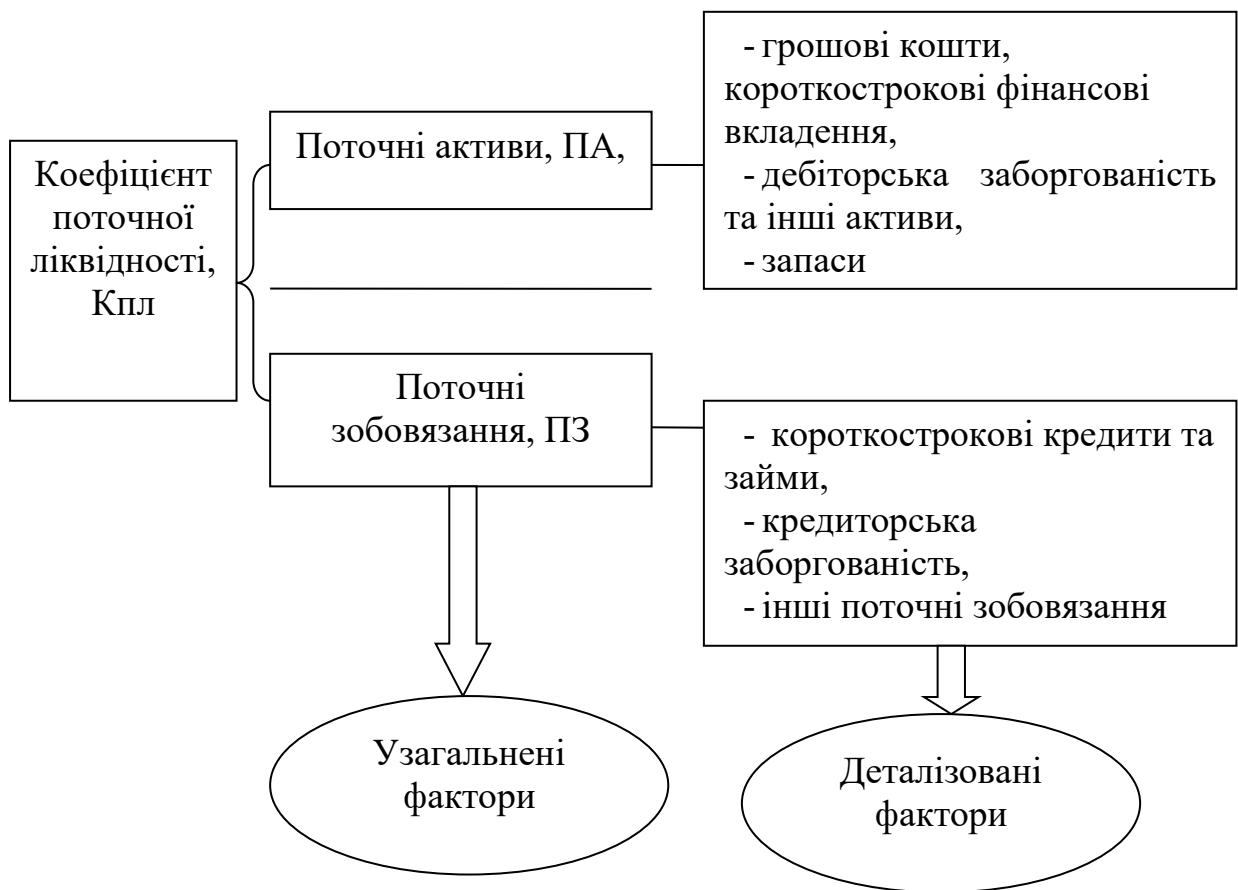 Коефіцієнт
поточної
ліквідності,
Кпл
Поточні активи, ПА,
- грошові кошти,
короткострокові фінансові
вкладення,
- дебіторська заборгованість
та інші активи,
- запаси
Поточні
зобовязання, ПЗ
- короткострокові кредити та
займи,
- кредиторська
заборгованість,
- інші поточні зобовязання
Узагальнені
фактори
Деталізовані
фактори